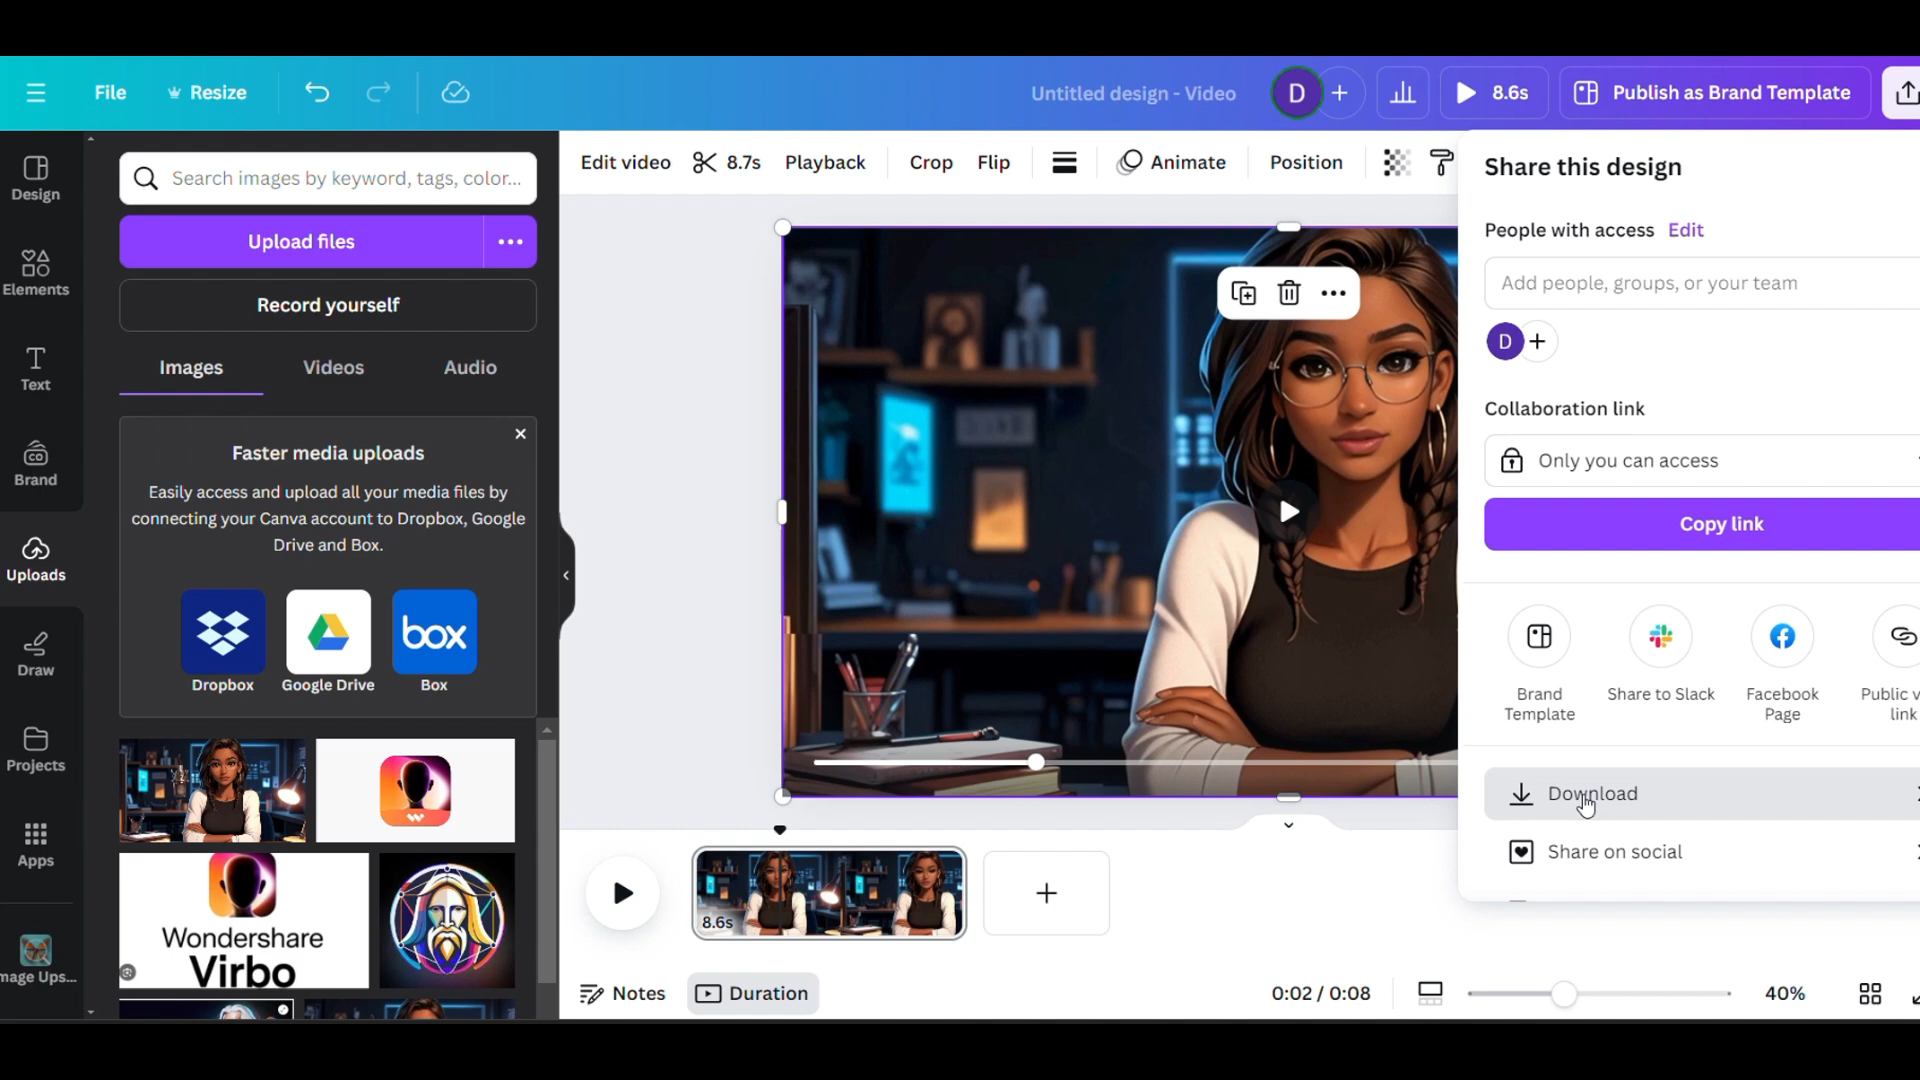 File
Resize
Untitled design - Video
D
8.6s
Publish as Brand Template
Design
Elements
Text
Brand
Uploads
Draw
Projects
Apps
mage Ups...
Search images by keyword, tags, color...
Upload files
Record yourself
Images
Videos
Audio
Faster media uploads
Easily access and upload all your media files by
connecting your Canva account to Dropbox, Google
Drive and Box.
box
Dropbox
Google Drive
Box
Wondershare
Virbo
Edit video
8.7s
Playback
Crop
Flip
Animate
Position
8.6s
Notes
Duration
0:02 / 0:08
40%
Share this design
People with access
Edit
Add people, groups, or your team
D
Collaboration link
Only you can access
Copy link
Brand
Template
Share to Slack
Facebook
Page
Public v
link
Download
Share on social